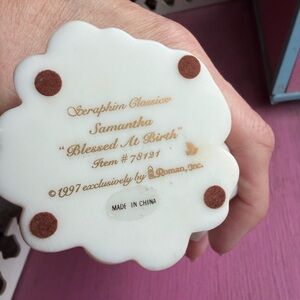 Seraphim Classics
Samantha
"Blessed At Birth"
Item # 78121
©1997 exclusively by Roman, Inc.
MADE IN CHINA